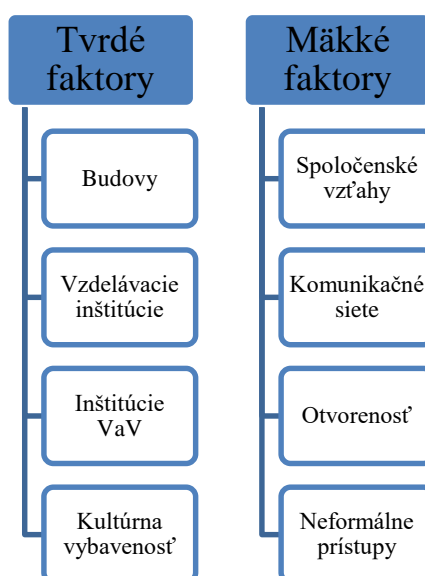 Tvrdé
faktory
Budovy
Vzdelávacie
inštitúcie
Inštitúcie
VaV
Kultúrna
vybavenosť
Mäkké
faktory
Spoločenské
vzťahy
Komunikačné
siete
Otvorenosť
Neformálne
prístupy